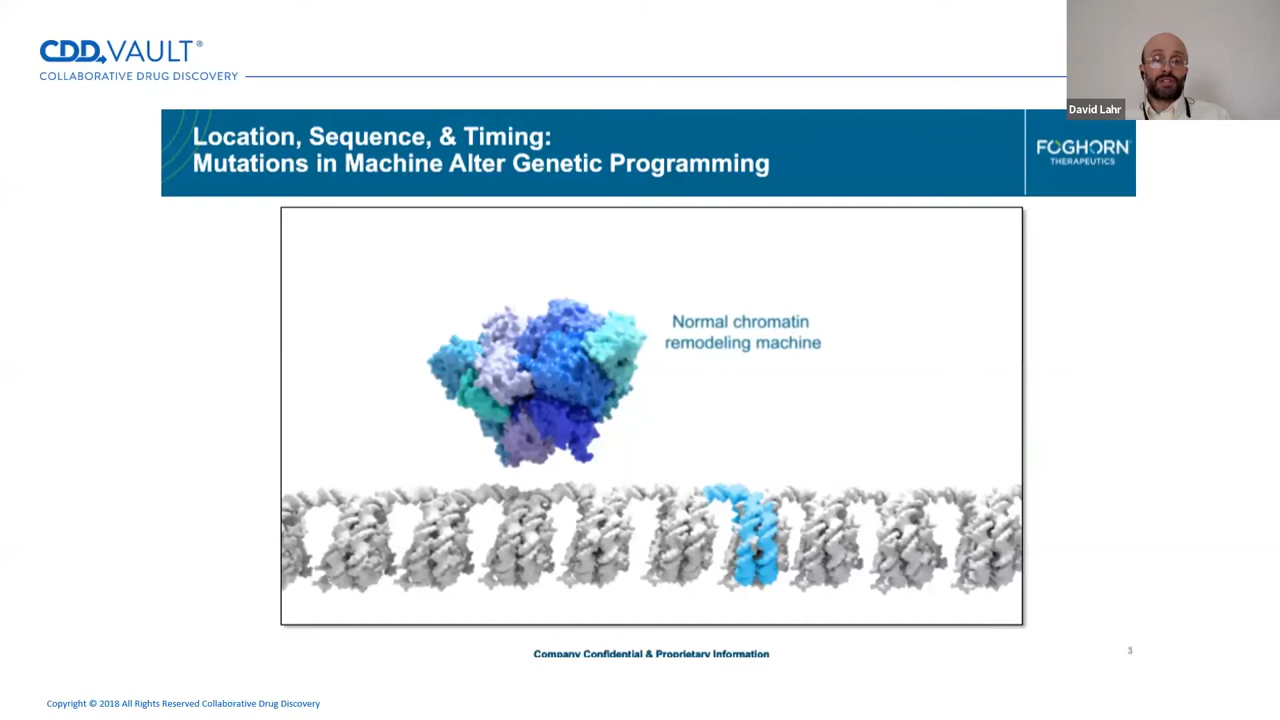 CDD VAULT®
COLLABORATIVE DRUG DISCOVERY
David Lahr
Location, Sequence, & Timing:
Mutations in Machine Alter Genetic Programming
FOGHORN
THERAPEUTICS
Normal chromatin
remodeling machine
Company Confidential & Proprietary Information
3
Copyright © 2018 All Rights Reserved Collaborative Drug Discovery